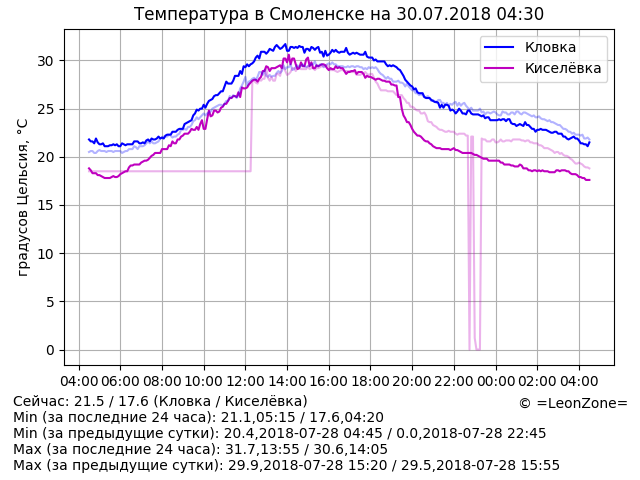 Температура в Смоленске на 30.07.2018 04:30
Кловка
Киселёвка
градусов Цельсия, °C
30
25
20
15
10
5
0
04:00 06:00 08:00 10:00 12:00 14:00 16:00 18:00 20:00 22:00 00:00 02:00 04:00
Сейчас: 21.5 / 17.6 (Кловка / Киселёвка)
© =LeonZone=
Min (за последние 24 часа): 21.1,05:15 / 17.6,04:20
Min (за предыдущие сутки): 20.4,2018-07-28 04:45 / 0.0,2018-07-28 22:45
Max (за последние 24 часа): 31.7,13:55 / 30.6,14:05
Max (за предыдущие сутки): 29.9,2018-07-28 15:20 / 29.5,2018-07-28 15:55